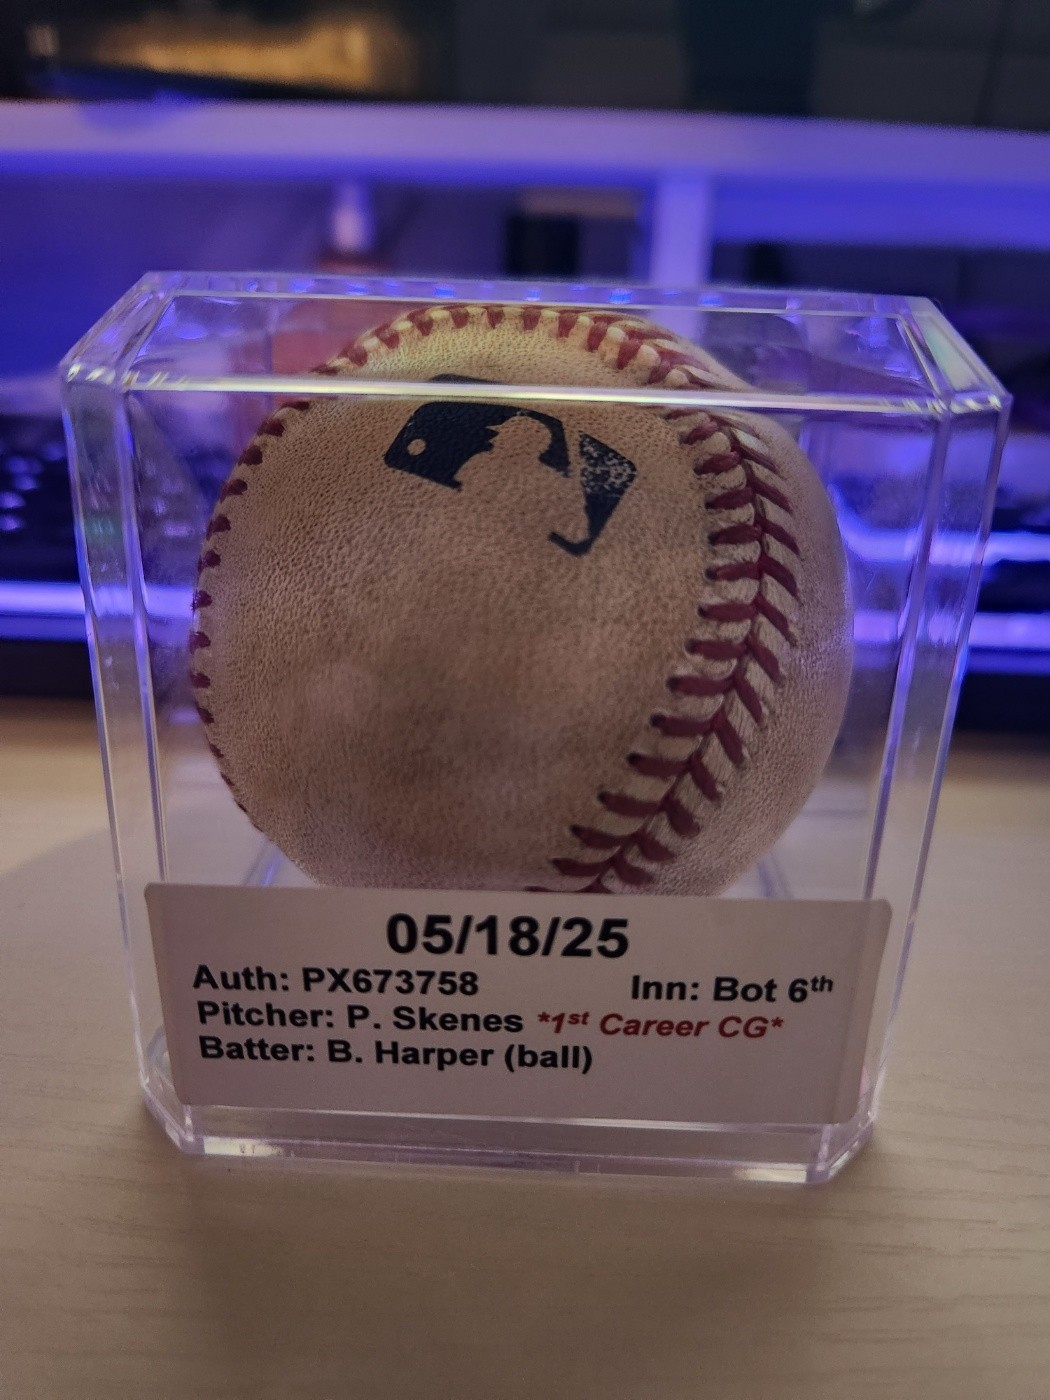 05/18/25
Auth: PX673758 Inn: Bot 6th
Pitcher: P. Skenes *1st Career CG*
Batter: B. Harper (ball)